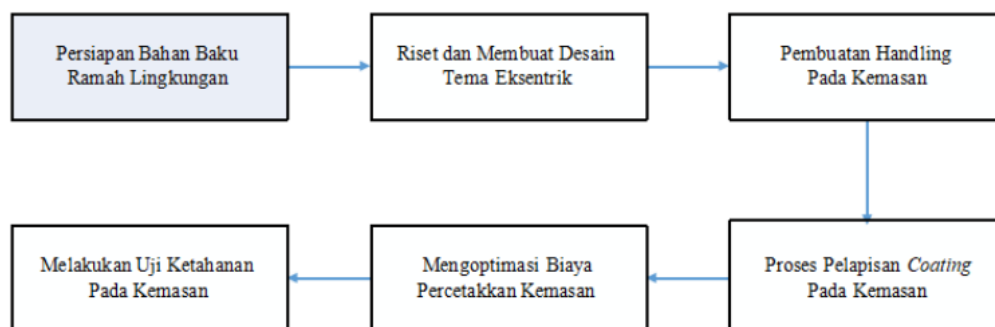 Persiapan Bahan Baku
Ramah Lingkungan
Riset dan Membuat Desain
Tema Eksentrik
Pembuatan Handling
Pada Kemasan
Proses Pelapisan Coating
Pada Kemasan
Mengoptimasi Biaya
Percetakkan Kemasan
Melakukan Uji Ketahanan
Pada Kemasan